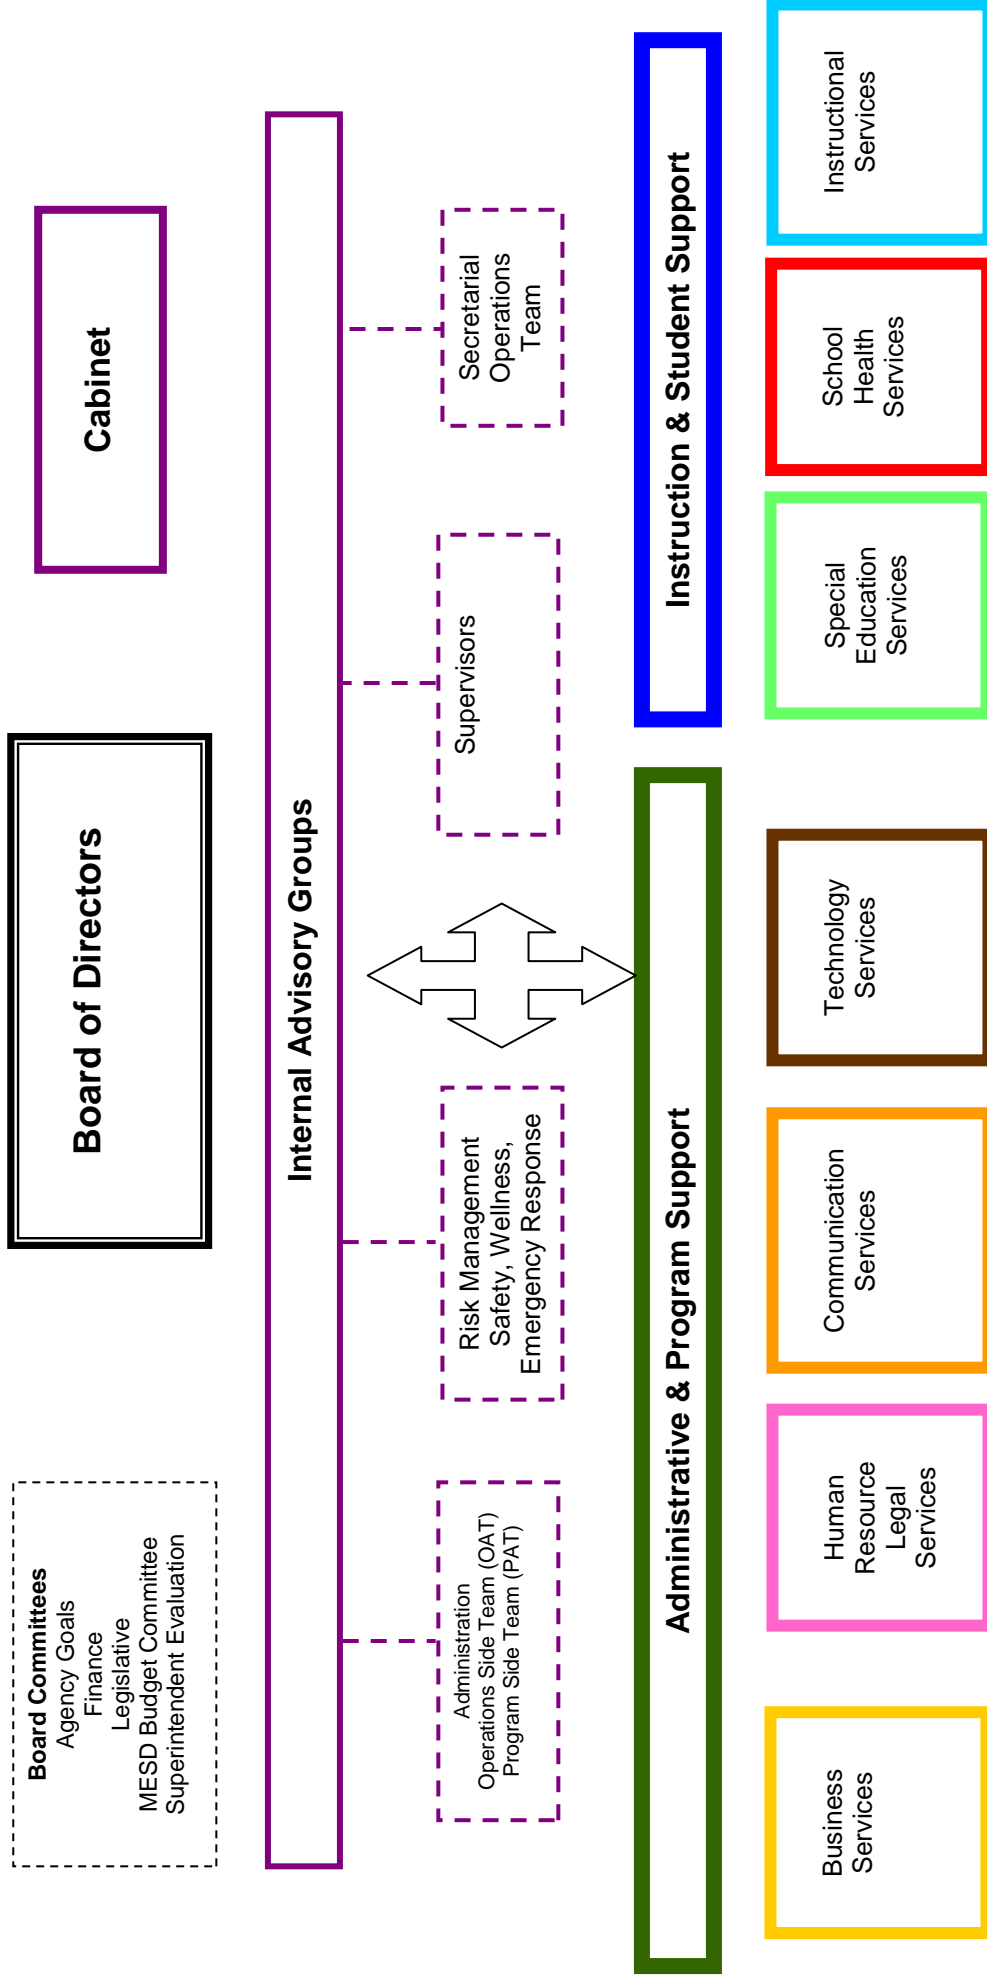 Board Committees
Agency Goals
Finance
Legislative
MESD Budget Committee
Superintendent Evaluation
Board of Directors
Cabinet
Internal Advisory Groups
Administration
Operations Side Team (OAT)
Program Side Team (PAT)
Risk Management
Safety, Wellness,
Emergency Response
Supervisors
Secretarial
Operations
Team
Administrative & Program Support
Instruction & Student Support
Business
Services
Human
Resource
Legal
Services
Communication
Services
Technology
Services
Special
Education
Services
School
Health
Services
Instructional
Services